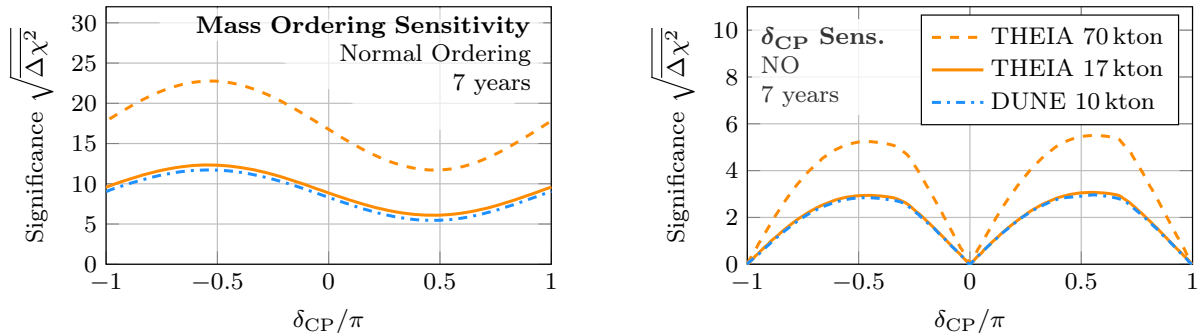 Mass Ordering Sensitivity
Normal Ordering
7 years
Significance √Δχ²
30
25
20
15
10
5
0
−1
−0.5
0
0.5
1
δCP/π
δCP Sens.
NO
7 years
THEIA 70 kton
THEIA 17 kton
DUNE 10 kton
Significance √Δχ²
10
8
6
4
2
0
−1
−0.5
0
0.5
1
δCP/π